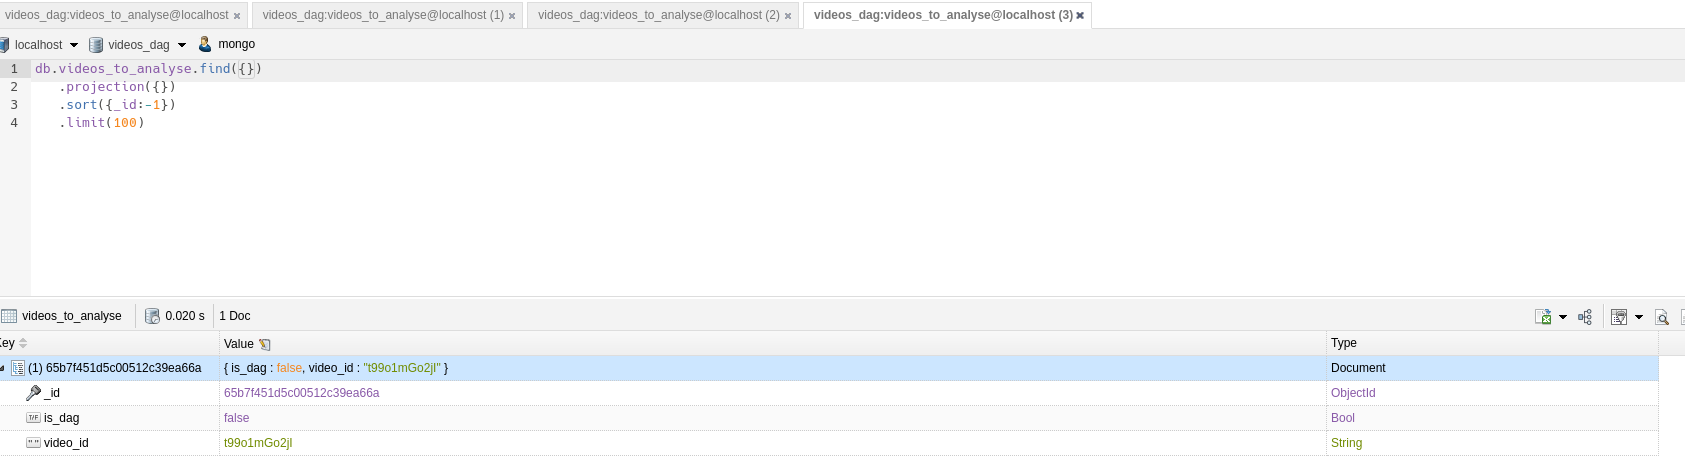 videos_dag:videos_to_analyse@localhost videos_dag:videos_to_analyse@localhost (1) videos_dag:videos_to_analyse@localhost (2) videos_dag:videos_to_analyse@localhost (3)
localhost videos_dag mongo
1 db.videos_to_analyse.find({})
2 .projection({})
3 .sort({_id:-1})
4 .limit(100)
videos_to_analyse 0.020 s 1 Doc
Key Value Type
(1) 65b7f451d5c00512c39ea66a { is_dag : false, video_id : "t99o1mGo2jI" } Document
_id 65b7f451d5c00512c39ea66a ObjectId
T/F is_dag false Bool
" " video_id t99o1mGo2jI String